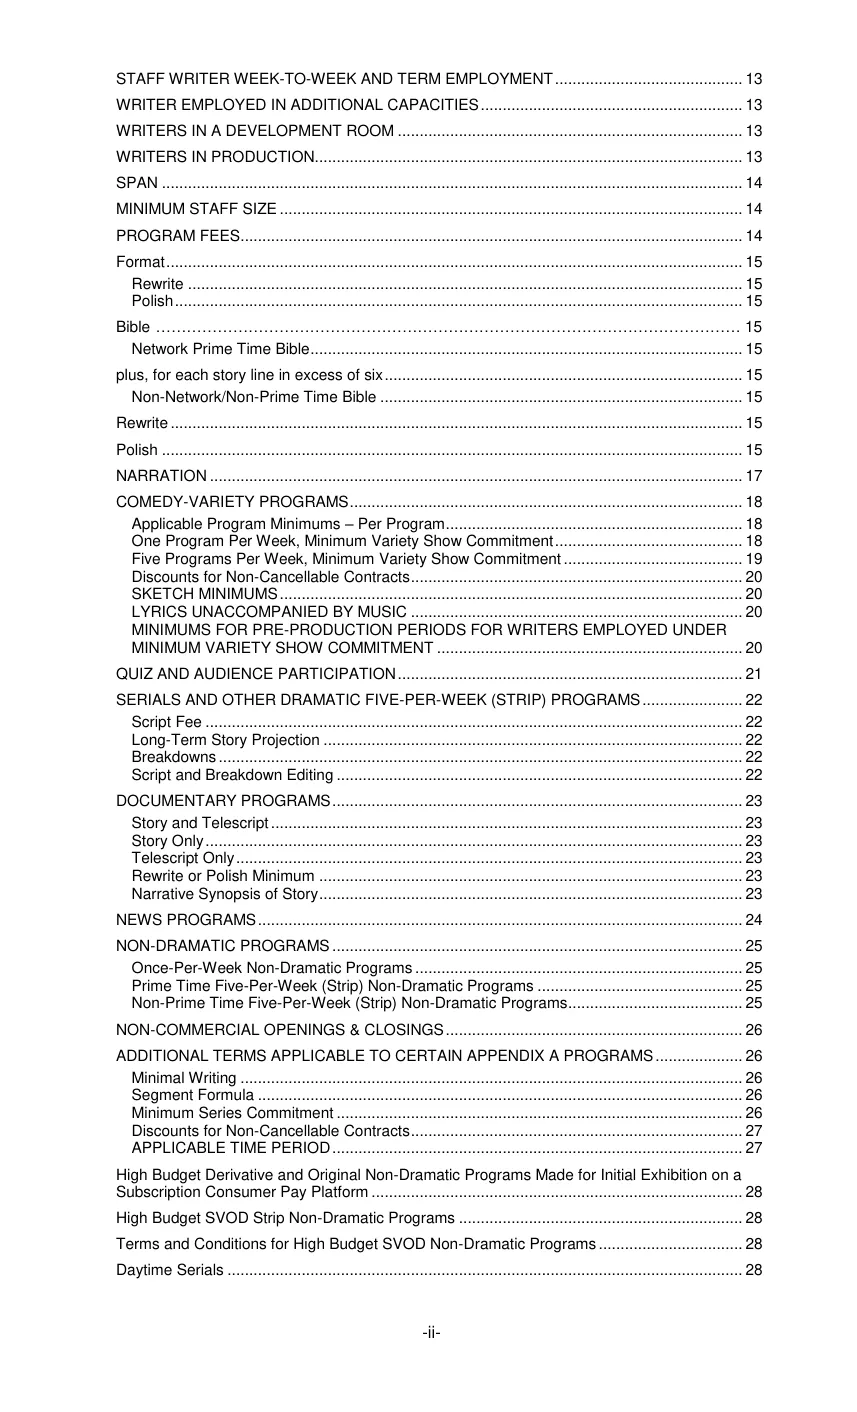 STAFF WRITER WEEK-TO-WEEK AND TERM EMPLOYMENT ........................................... 13
WRITER EMPLOYED IN ADDITIONAL CAPACITIES ............................................................ 13
WRITERS IN A DEVELOPMENT ROOM ............................................................................... 13
WRITERS IN PRODUCTION.................................................................................................. 13
SPAN ..................................................................................................................................... 14
MINIMUM STAFF SIZE .......................................................................................................... 14
PROGRAM FEES................................................................................................................... 14
Format.................................................................................................................................... 15
Rewrite ............................................................................................................................... 15
Polish.................................................................................................................................. 15
Bible …………………………………………………………………………………………………… 15
Network Prime Time Bible................................................................................................... 15
plus, for each story line in excess of six.................................................................................. 15
Non-Network/Non-Prime Time Bible ................................................................................... 15
Rewrite ................................................................................................................................... 15
Polish ..................................................................................................................................... 15
NARRATION .......................................................................................................................... 17
COMEDY-VARIETY PROGRAMS.......................................................................................... 18
Applicable Program Minimums – Per Program.................................................................... 18
One Program Per Week, Minimum Variety Show Commitment........................................... 18
Five Programs Per Week, Minimum Variety Show Commitment ......................................... 19
Discounts for Non-Cancellable Contracts............................................................................ 20
SKETCH MINIMUMS.......................................................................................................... 20
LYRICS UNACCOMPANIED BY MUSIC ............................................................................ 20
MINIMUMS FOR PRE-PRODUCTION PERIODS FOR WRITERS EMPLOYED UNDER
MINIMUM VARIETY SHOW COMMITMENT ...................................................................... 20
QUIZ AND AUDIENCE PARTICIPATION............................................................................... 21
SERIALS AND OTHER DRAMATIC FIVE-PER-WEEK (STRIP) PROGRAMS ....................... 22
Script Fee ........................................................................................................................... 22
Long-Term Story Projection ................................................................................................ 22
Breakdowns ........................................................................................................................ 22
Script and Breakdown Editing ............................................................................................. 22
DOCUMENTARY PROGRAMS.............................................................................................. 23
Story and Telescript ............................................................................................................ 23
Story Only........................................................................................................................... 23
Telescript Only.................................................................................................................... 23
Rewrite or Polish Minimum ................................................................................................. 23
Narrative Synopsis of Story................................................................................................. 23
NEWS PROGRAMS............................................................................................................... 24
NON-DRAMATIC PROGRAMS .............................................................................................. 25
Once-Per-Week Non-Dramatic Programs ........................................................................... 25
Prime Time Five-Per-Week (Strip) Non-Dramatic Programs ............................................... 25
Non-Prime Time Five-Per-Week (Strip) Non-Dramatic Programs........................................ 25
NON-COMMERCIAL OPENINGS & CLOSINGS.................................................................... 26
ADDITIONAL TERMS APPLICABLE TO CERTAIN APPENDIX A PROGRAMS .................... 26
Minimal Writing ................................................................................................................... 26
Segment Formula ............................................................................................................... 26
Minimum Series Commitment ............................................................................................. 26
Discounts for Non-Cancellable Contracts............................................................................ 27
APPLICABLE TIME PERIOD.............................................................................................. 27
High Budget Derivative and Original Non-Dramatic Programs Made for Initial Exhibition on a
Subscription Consumer Pay Platform ..................................................................................... 28
High Budget SVOD Strip Non-Dramatic Programs ................................................................. 28
Terms and Conditions for High Budget SVOD Non-Dramatic Programs ................................. 28
Daytime Serials ...................................................................................................................... 28
-ii-